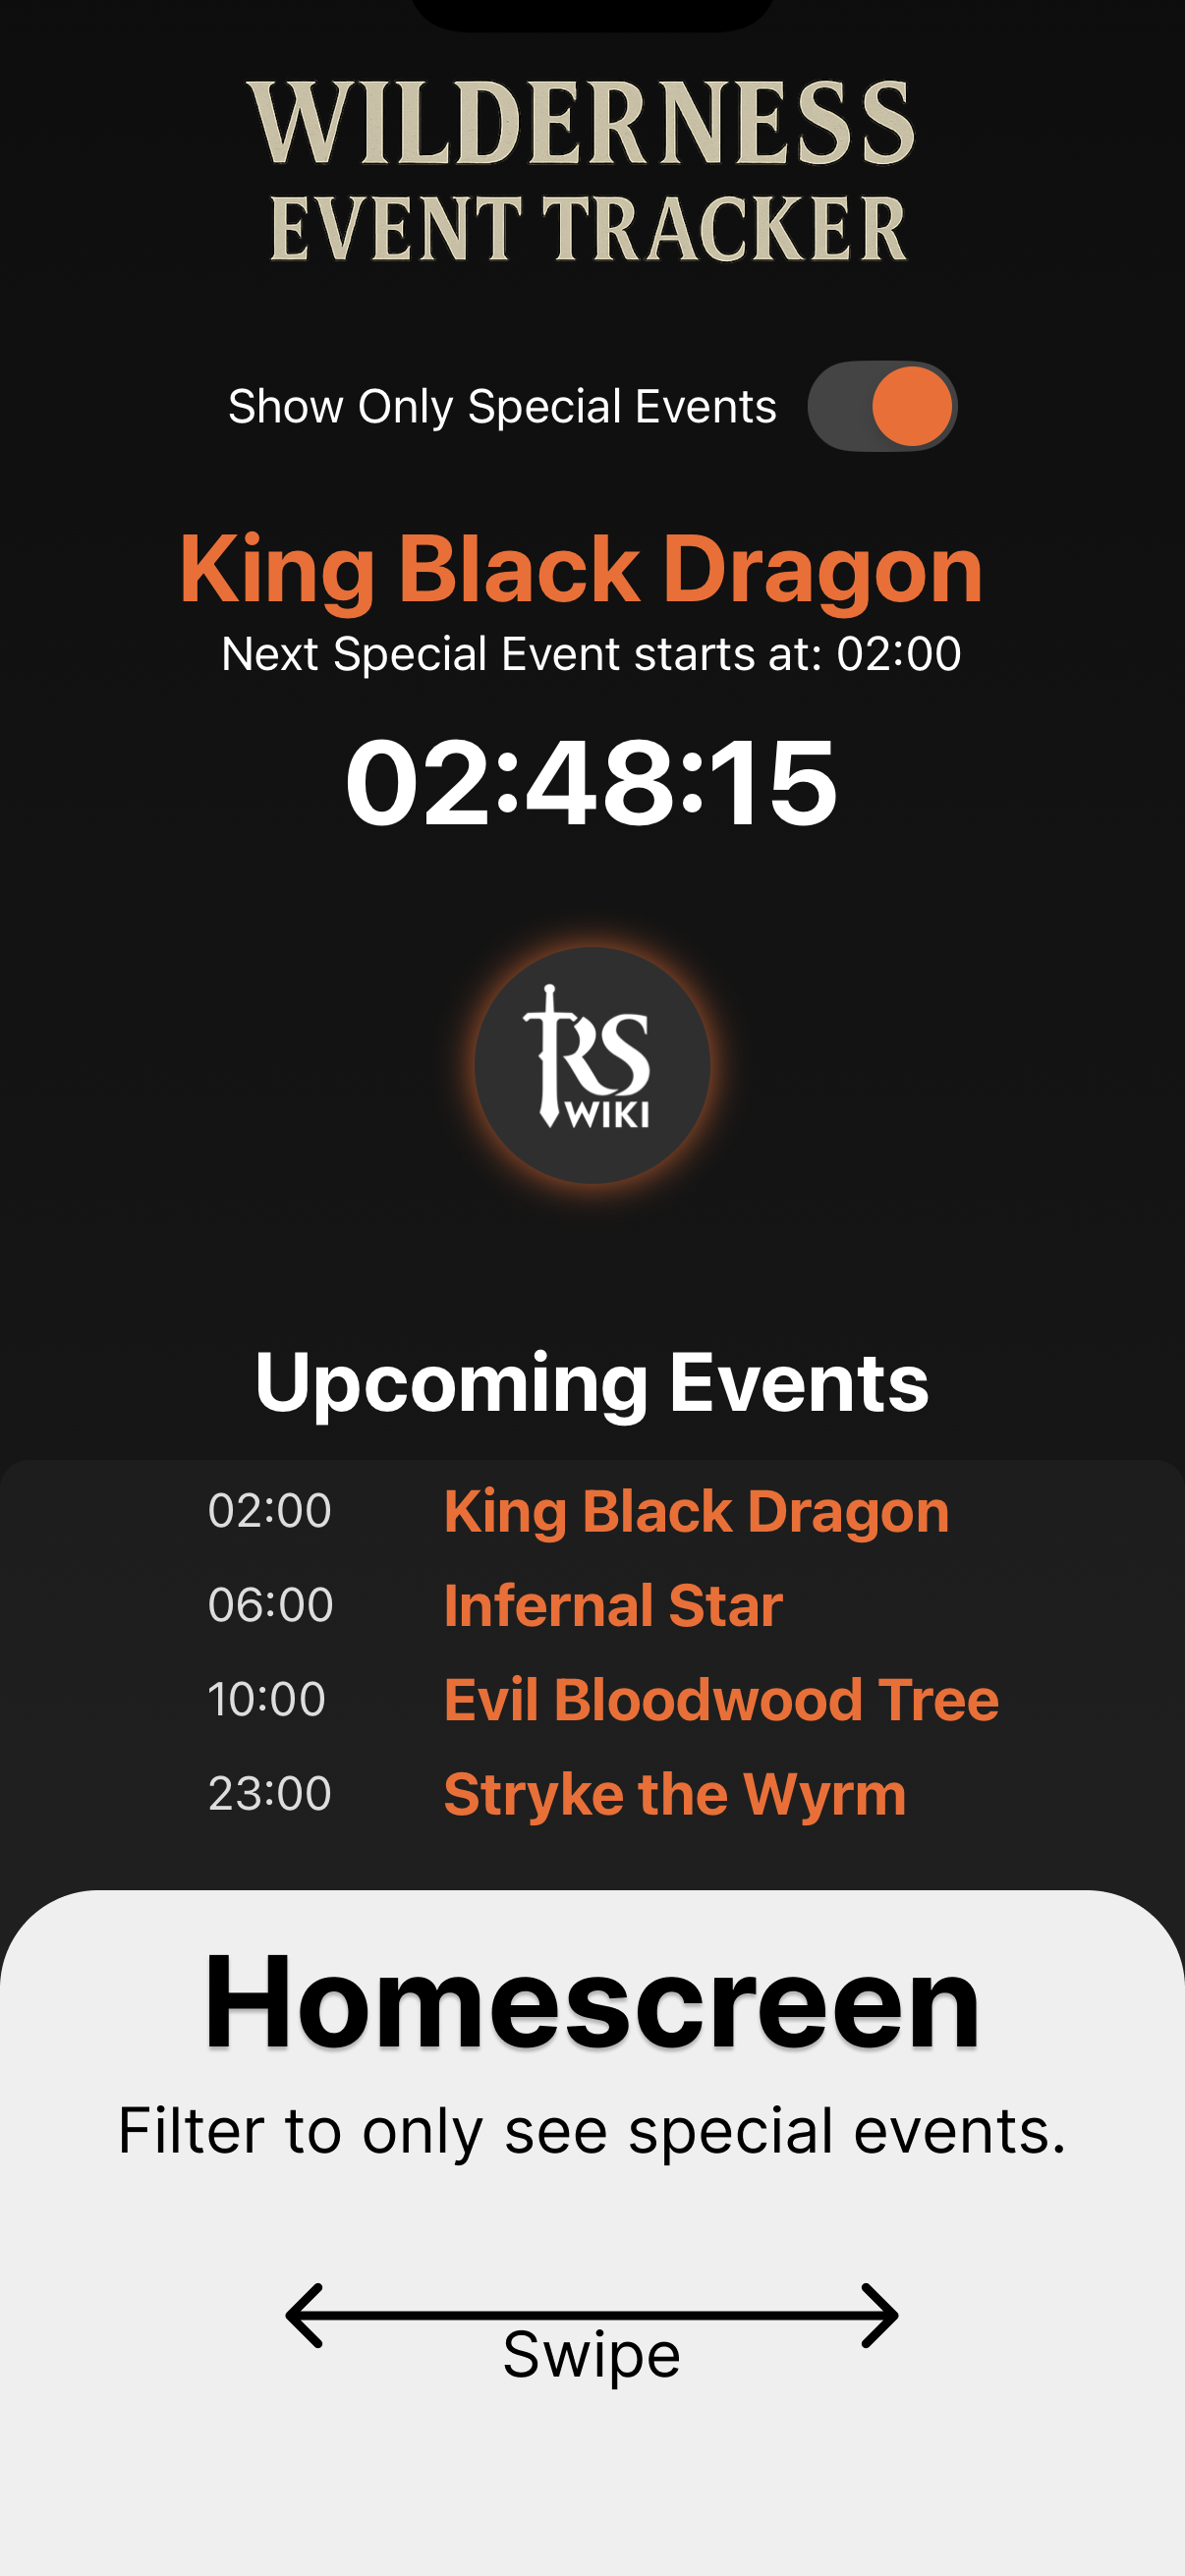 WILDERNESS
EVENT TRACKER
Show Only Special Events
King Black Dragon
Next Special Event starts at: 02:00
02:48:15
RS
WIKI
Upcoming Events
02:00 King Black Dragon
06:00 Infernal Star
10:00 Evil Bloodwood Tree
23:00 Stryke the Wyrm
Homescreen
Filter to only see special events.
Swipe